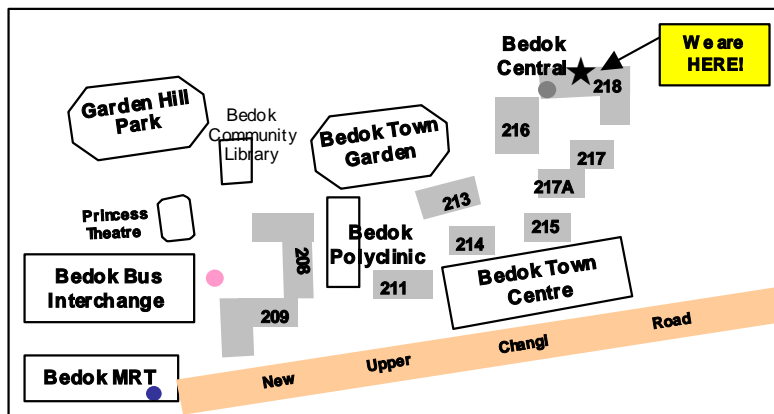 Bedok
Central
We are
HERE!
218
Garden Hill
Park
Bedok
Community
Library
Bedok Town
Garden
216
217
217A
213
Princess
Theatre
Bedok
Polyclinic
215
214
208
Bedok Bus
Interchange
211
Bedok Town
Centre
209
Bedok MRT
New Upper Changi Road